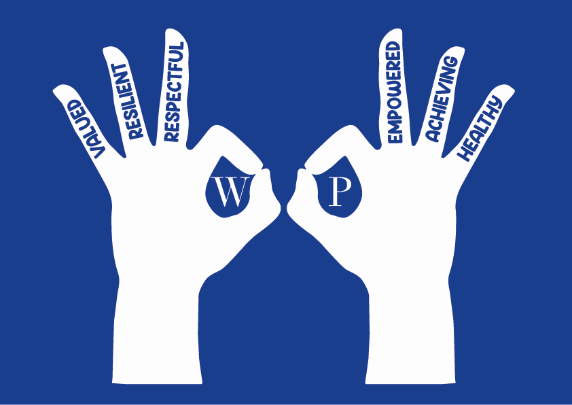 VALUED
RESILIENT
RESPECTFUL
W
P
EMPOWERED
ACHIEVING
HEALTHY